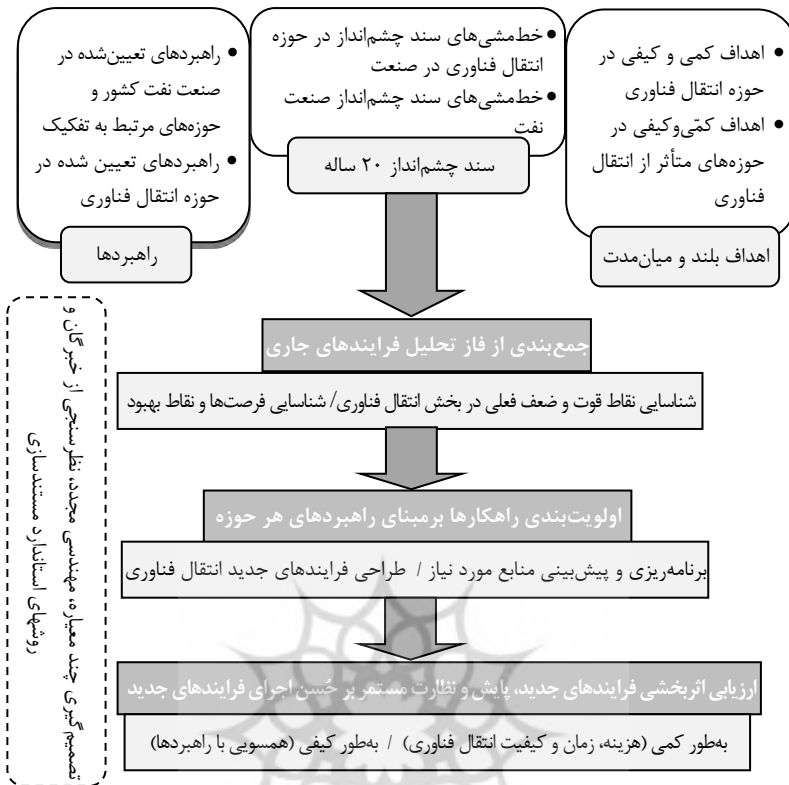 اهداف کمی و کیفی در
حوزه انتقال فناوری
اهداف کمّی‌وکیفی در
حوزه‌های متأثر از انتقال
فناوری
اهداف بلند و میان‌مدت
خط‌مشی‌های سند چشم‌انداز در حوزه
انتقال فناوری در صنعت
خط‌مشی‌های سند چشم‌انداز صنعت
نفت
سند چشم‌انداز ۲۰ ساله
راهبردهای تعیین‌شده در
صنعت نفت کشور و
حوزه‌های مرتبط به تفکیک
راهبردهای تعیین شده در
حوزه انتقال فناوری
راهبردها
جمع‌بندی از فاز تحلیل فرایندهای جاری
شناسایی نقاط قوت و ضعف فعلی در بخش انتقال فناوری/ شناسایی فرصت‌ها و نقاط بهبود
اولویت‌بندی راهکارها برمبنای راهبردهای هر حوزه
برنامه‌ریزی و پیش‌بینی منابع مورد نیاز / طراحی فرایندهای جدید انتقال فناوری
ارزیابی اثربخشی فرایندهای جدید، پایش و نظارت مستمر بر حُسن اجرای فرایندهای جدید
به‌طور کمی (هزینه، زمان و کیفیت انتقال فناوری) / به‌طور کیفی (همسویی با راهبردها)
تصمیم‌گیری چند معیاره، مهندسی مجدد، نظرسنجی از خبرگان و
روشهای استاندارد مستندسازی